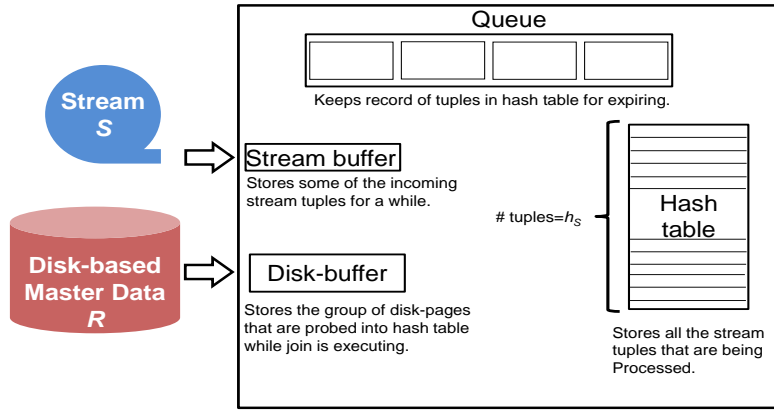 Queue
Keeps record of tuples in hash table for expiring.
Stream
S
Stream buffer
Stores some of the incoming
stream tuples for a while.
# tuples=hS
Hash
table
Disk-based
Master Data
R
Disk-buffer
Stores the group of disk-pages
that are probed into hash table
while join is executing.
Stores all the stream
tuples that are being
Processed.